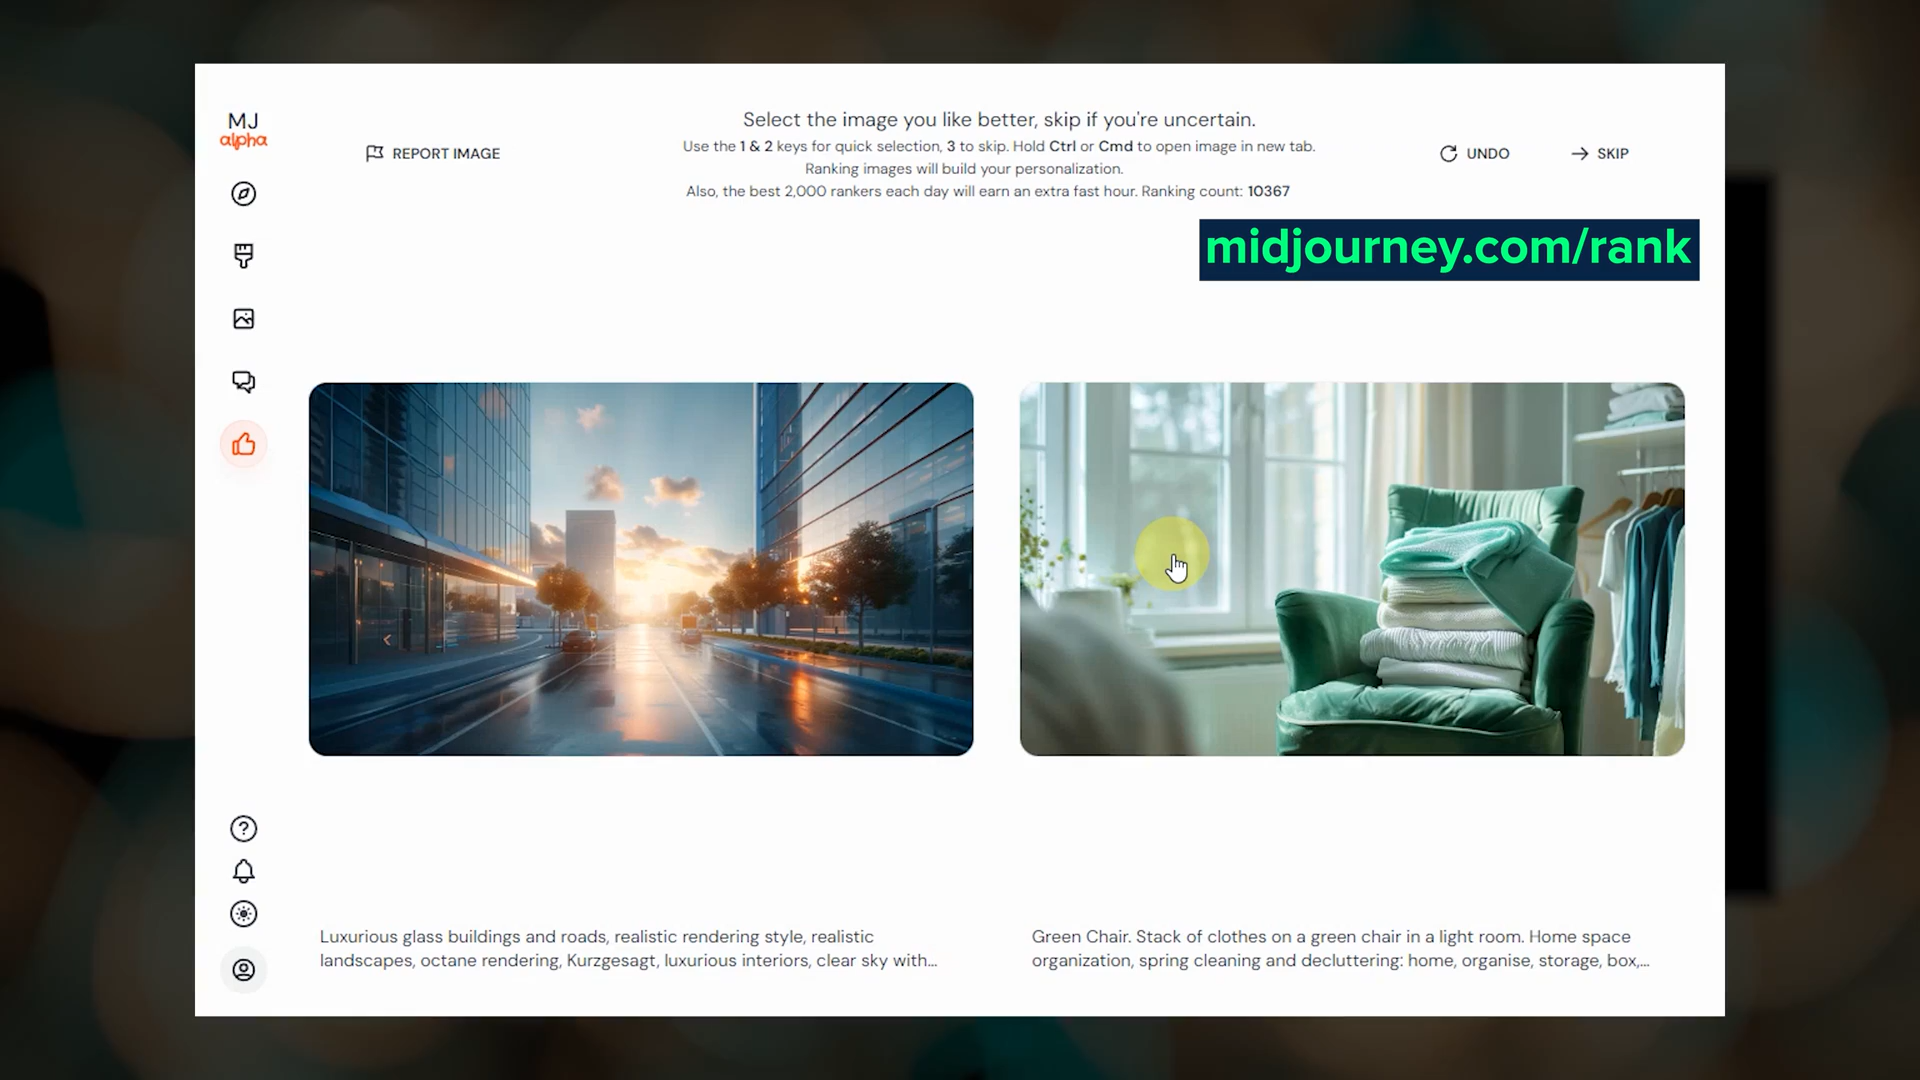 MJ
alpha
REPORT IMAGE
Select the image you like better, skip if you're uncertain.
Use the 1 & 2 keys for quick selection, 3 to skip. Hold Ctrl or Cmd to open image in new tab.
Ranking images will build your personalization.
Also, the best 2,000 rankers each day will earn an extra fast hour. Ranking count: 10367
UNDO
SKIP
midjourney.com/rank
Luxurious glass buildings and roads, realistic rendering style, realistic
landscapes, octane rendering, Kurzgesagt, luxurious interiors, clear sky with...
Green Chair. Stack of clothes on a green chair in a light room. Home space
organization, spring cleaning and decluttering: home, organise, storage, box,...